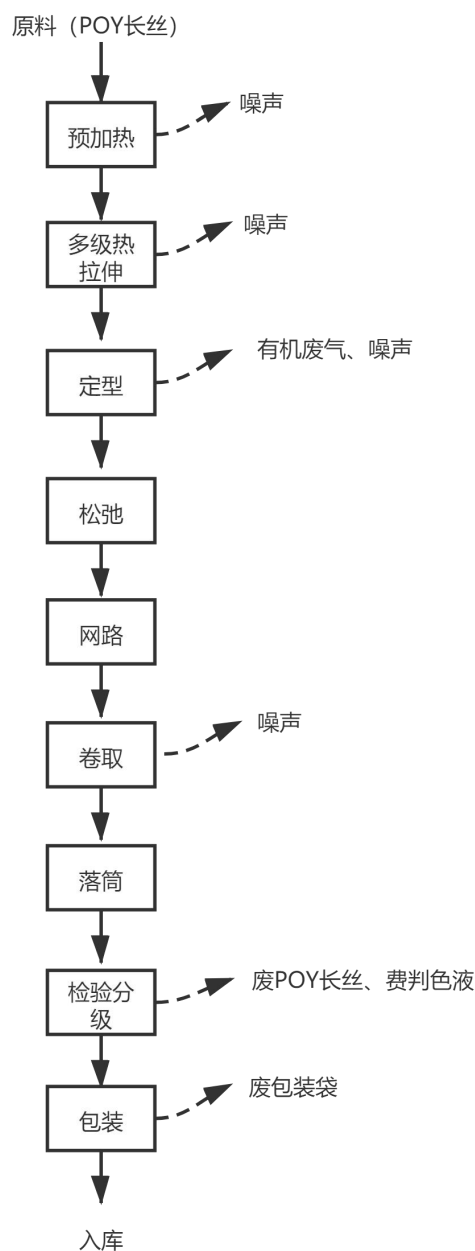 原料（POY长丝）
噪声
预加热
噪声
多级热
拉伸
有机废气、噪声
定型
松弛
网路
噪声
卷取
落筒
废POY长丝、费判色液
检验分
级
废包装袋
包装
入库